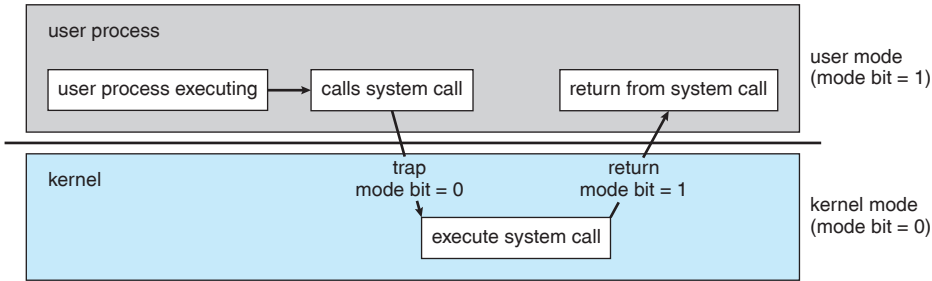 user process
user process executing
calls system call
return from system call
user mode
(mode bit = 1)
trap
mode bit = 0
return
mode bit = 1
kernel
execute system call
kernel mode
(mode bit = 0)